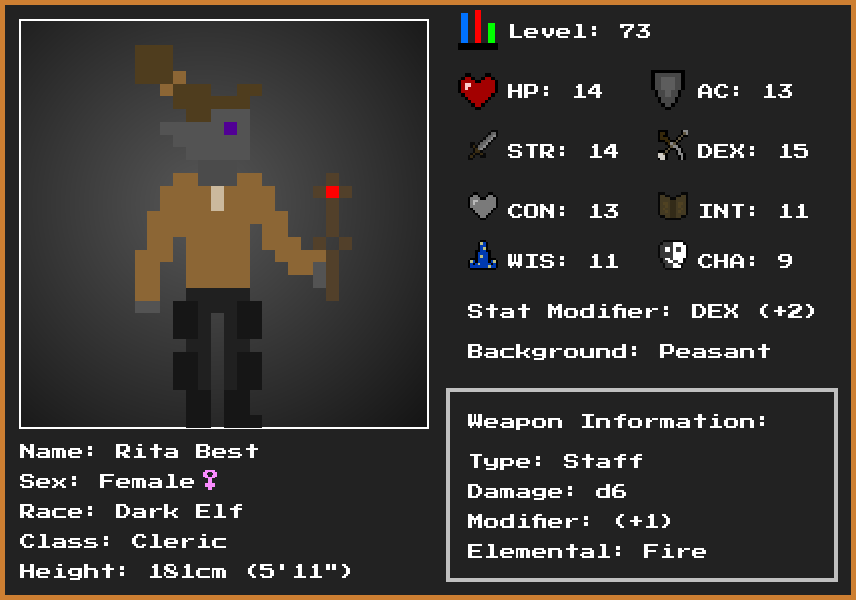 Level: 73
HP: 14
AC: 13
STR: 14
DEX: 15
CON: 13
INT: 11
WIS: 11
CHA: 9
Stat Modifier: DEX (+2)
Background: Peasant
Weapon Information:
Type: Staff
Damage: d6
Modifier: (+1)
Elemental: Fire
Name: Rita Best
Sex: Female♀
Race: Dark Elf
Class: Cleric
Height: 181cm (5'11")